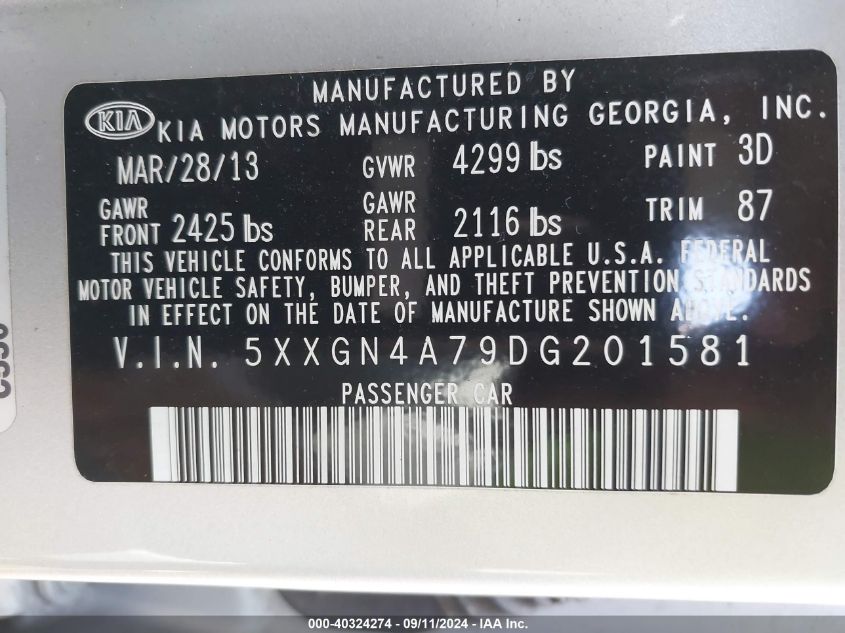 MANUFACTURED BY
KIA KIA MOTORS MANUFACTURING GEORGIA, INC.
MAR/28/13 GVWR 4299 lbs PAINT 3D
GAWR FRONT 2425 lbs GAWR REAR 2116 lbs TRIM 87
THIS VEHICLE CONFORMS TO ALL APPLICABLE U.S.A. FEDERAL
MOTOR VEHICLE SAFETY, BUMPER, AND THEFT PREVENTION STANDARDS
IN EFFECT ON THE DATE OF MANUFACTURE SHOWN ABOVE.
V.I.N. 5XXGN4A79DG201581
PASSENGER CAR
000-40324274 - 09/11/2024 - IAA Inc.